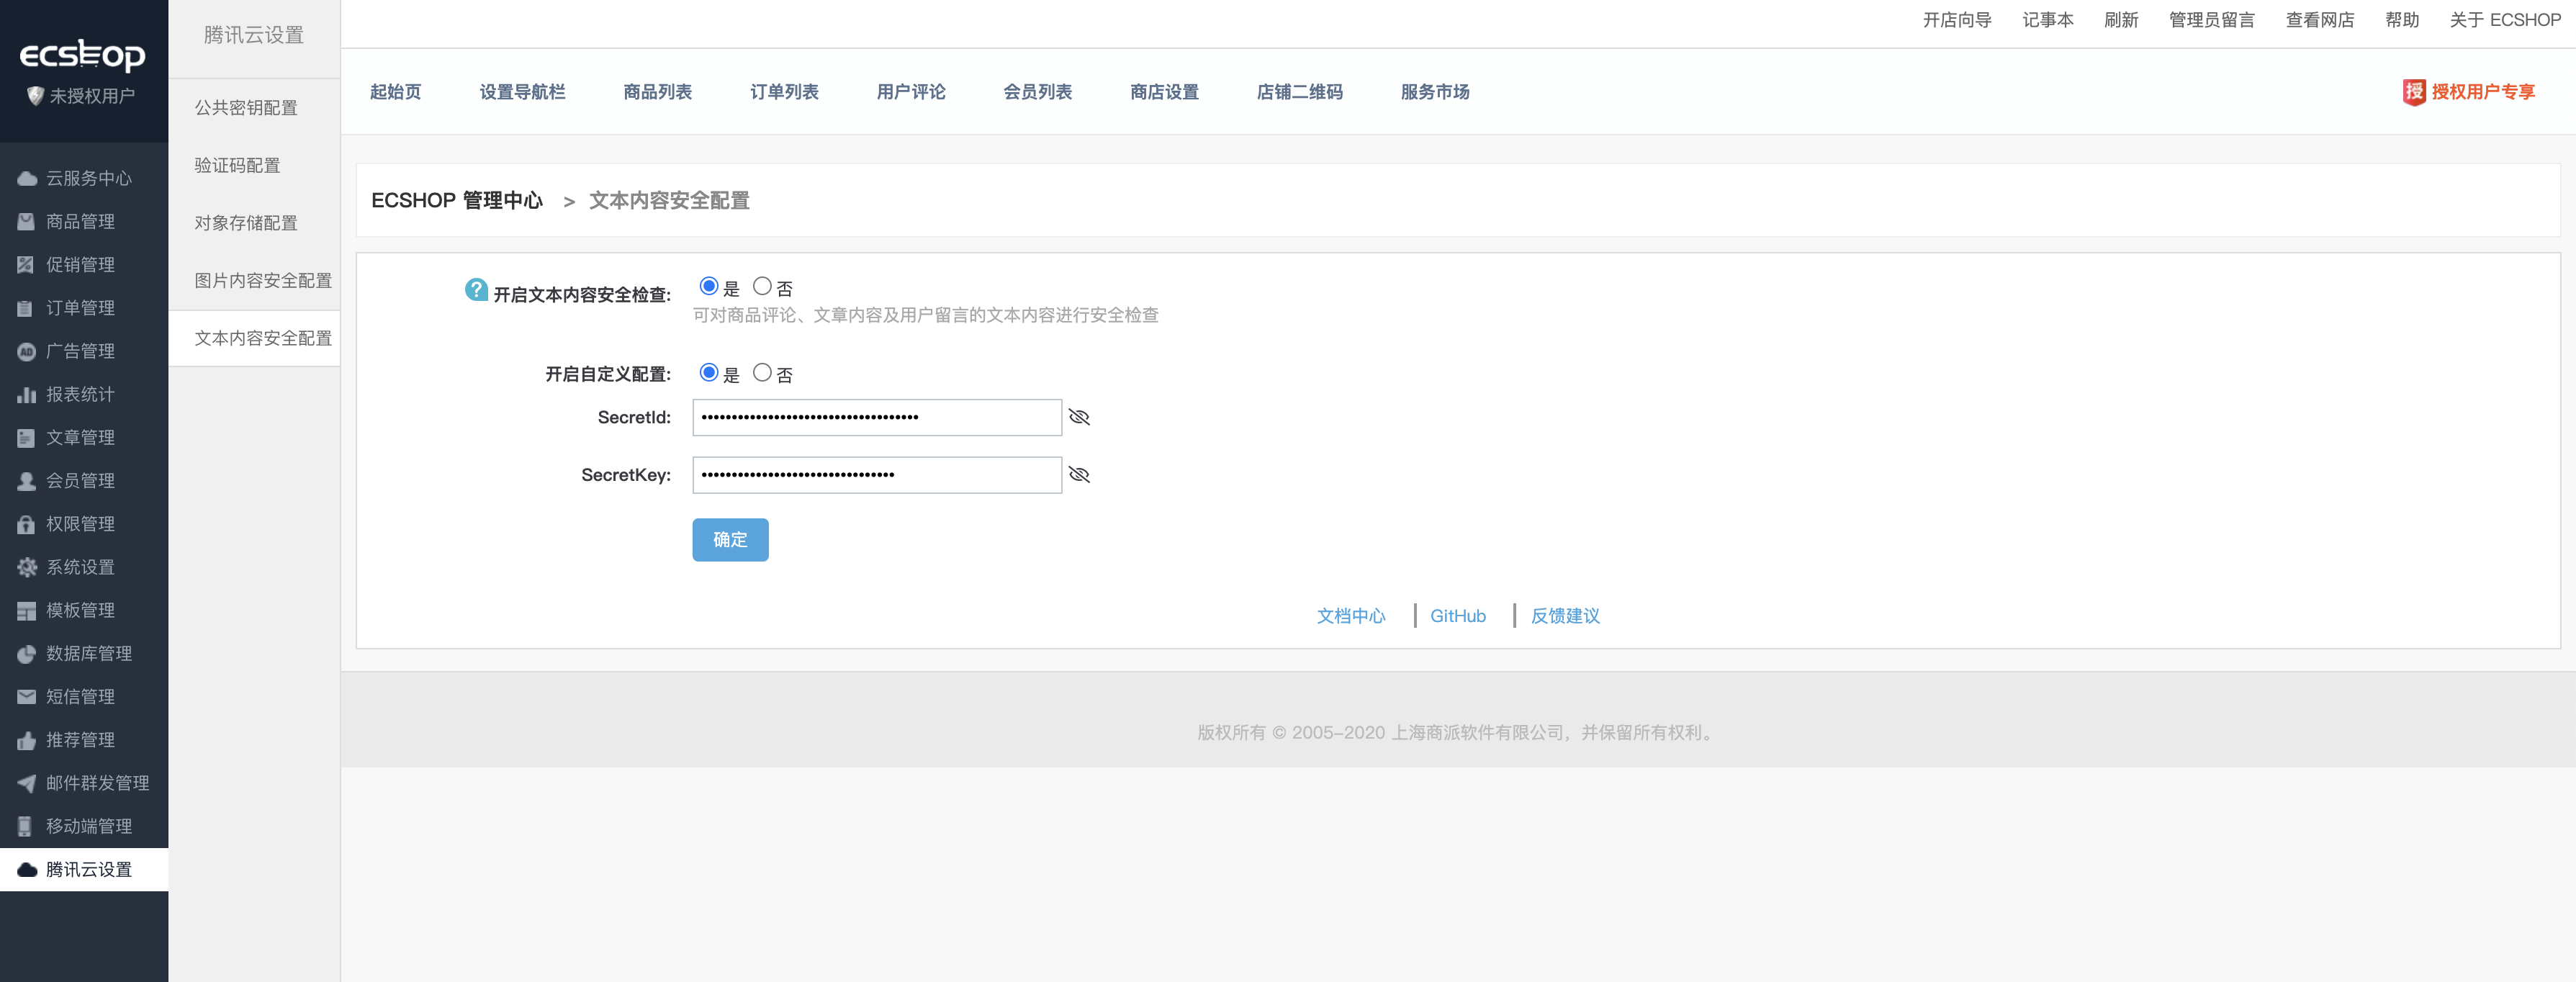 ecshop
未授权用户
云服务中心
商品管理
促销管理
订单管理
广告管理
报表统计
文章管理
会员管理
权限管理
系统设置
模板管理
数据库管理
短信管理
推荐管理
邮件群发管理
移动端管理
腾讯云设置
腾讯云设置
公共密钥配置
验证码配置
对象存储配置
图片内容安全配置
文本内容安全配置
开店向导 记事本 刷新 管理员留言 查看网店 帮助 关于 ECSHOP
起始页 设置导航栏 商品列表 订单列表 用户评论 会员列表 商店设置 店铺二维码 服务市场 授 授权用户专享
ECSHOP 管理中心 > 文本内容安全配置
? 开启文本内容安全检查: 是 否
可对商品评论、文章内容及用户留言的文本内容进行安全检查
开启自定义配置: 是 否
SecretId: ••••••••••••••••••••••••••••••••••••
SecretKey: ••••••••••••••••••••••••••••••••
确定
文档中心 | GitHub | 反馈建议
版权所有 © 2005-2020 上海商派软件有限公司，并保留所有权利。